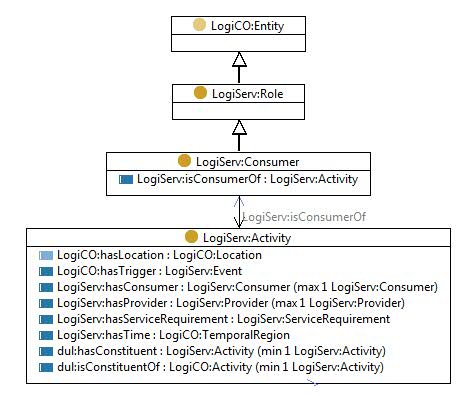 LogiCO:Entity
LogiServ:Role
LogiServ:Consumer
LogiServ:isConsumerOf : LogiServ:Activity
LogiServ:isConsumerOf
LogiServ:Activity
LogiCO:hasLocation : LogiCO:Location
LogiCO:hasTrigger : LogiServ:Event
LogiServ:hasConsumer : LogiServ:Consumer (max 1 LogiServ:Consumer)
LogiServ:hasProvider : LogiServ:Provider (max 1 LogiServ:Provider)
LogiServ:hasServiceRequirement : LogiServ:ServiceRequirement
LogiServ:hasTime : LogiCO:TemporalRegion
dul:hasConstituent : LogiServ:Activity (min 1 LogiServ:Activity)
dul:isConstituentOf : LogiCO:Activity (min 1 LogiServ:Activity)